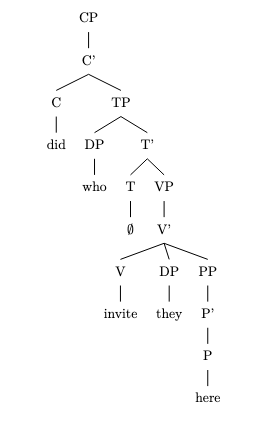 CP
C'
C TP
did DP T'
who T VP
∅ V'
V DP PP
invite they P'
P
here